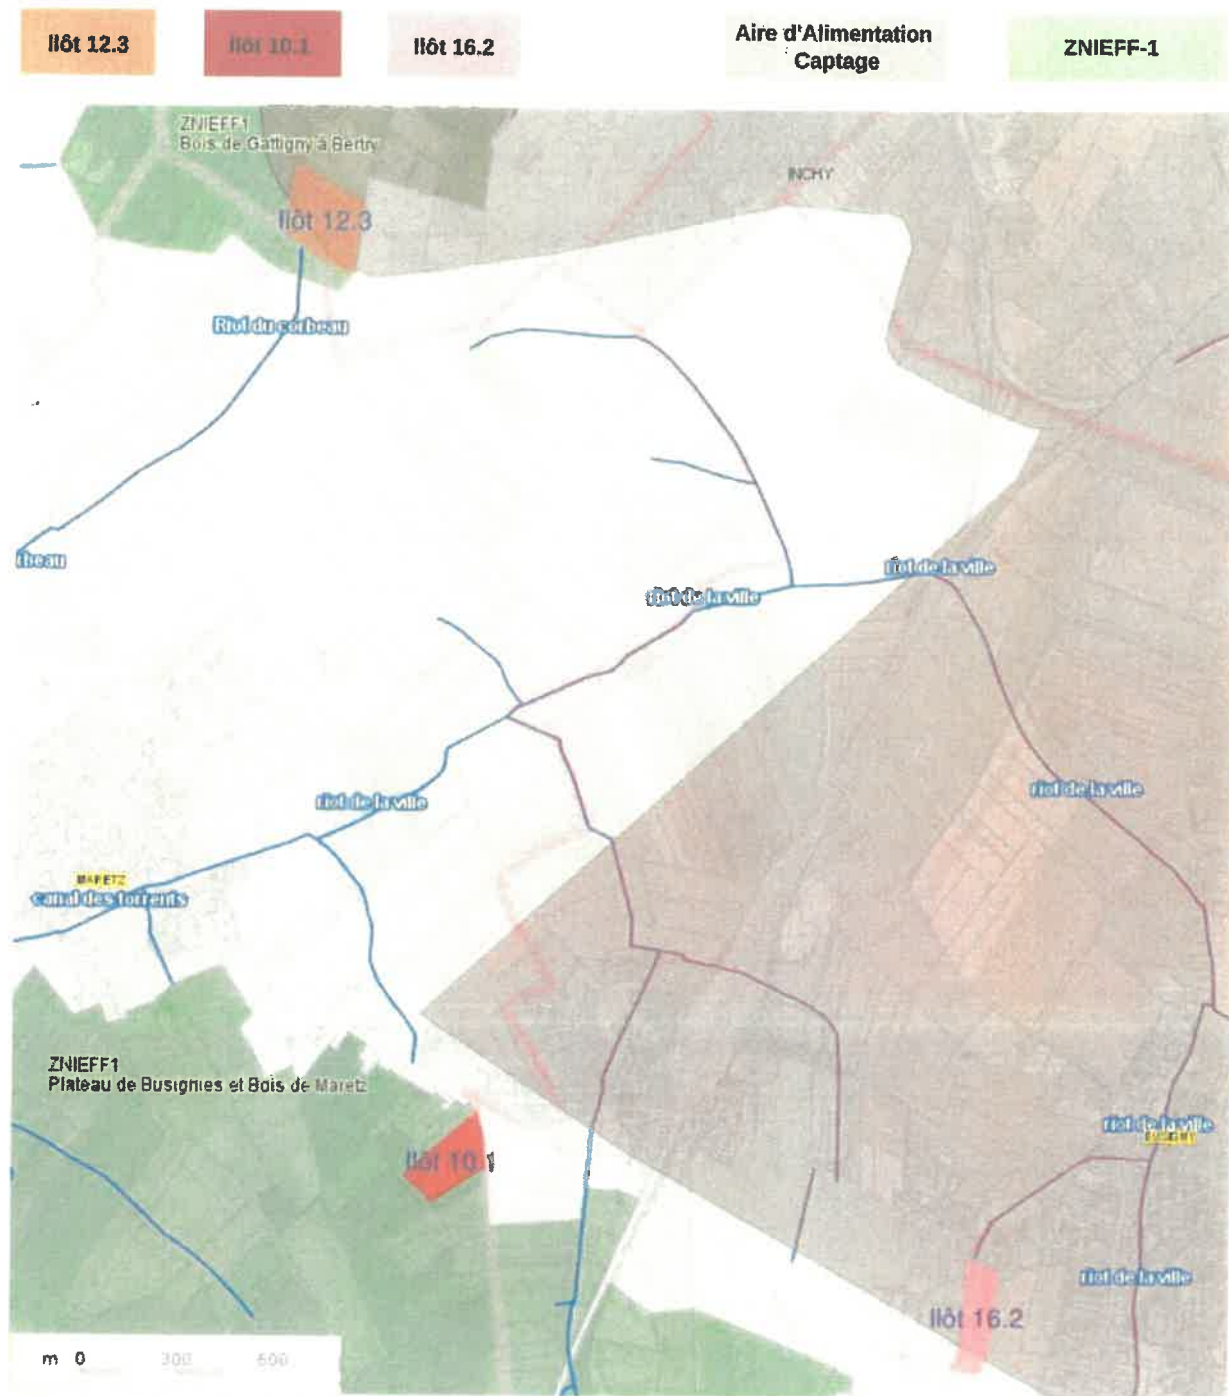 Ilôt 12.3
Ilôt 10.1
Ilôt 16.2
Aire d'Alimentation
Captage
ZNIEFF-1
ZNIEFF1
Bois de Gattigny à Bertry
INCHY
Ilôt 12.3
Riot du corbeau
rbeau
riot de la ville
riot de la ville
riot de la ville
riot de la ville
MARETZ
canal des torrents
ZNIEFF1
Plateau de Busignies et Bois de Maretz
riot de la ville
BUSIGNY
Ilôt 10.1
riot de la ville
Ilôt 16.2
m 0 300 600